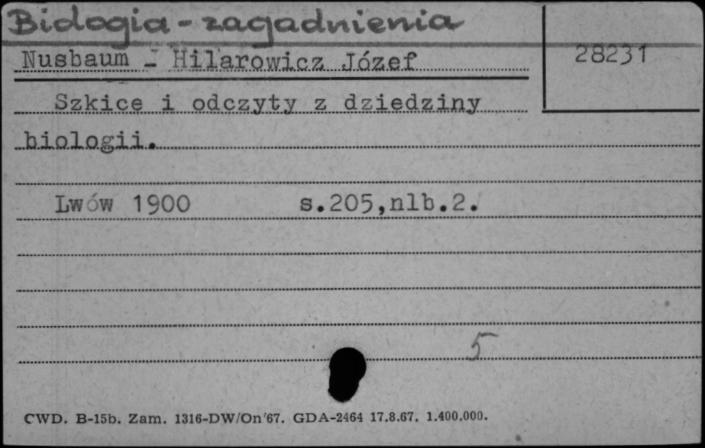 Biologia - zagadnienia
Nusbaum - Hilarowicz Józef
28231
Szkice i odczyty z dziedziny
biologii.
Lwów 1900 s.205,nlb.2.
5
CWD. B-15b. Zam. 1316-DW/On/67. GDA-2464 17.8.67. 1.400.000.